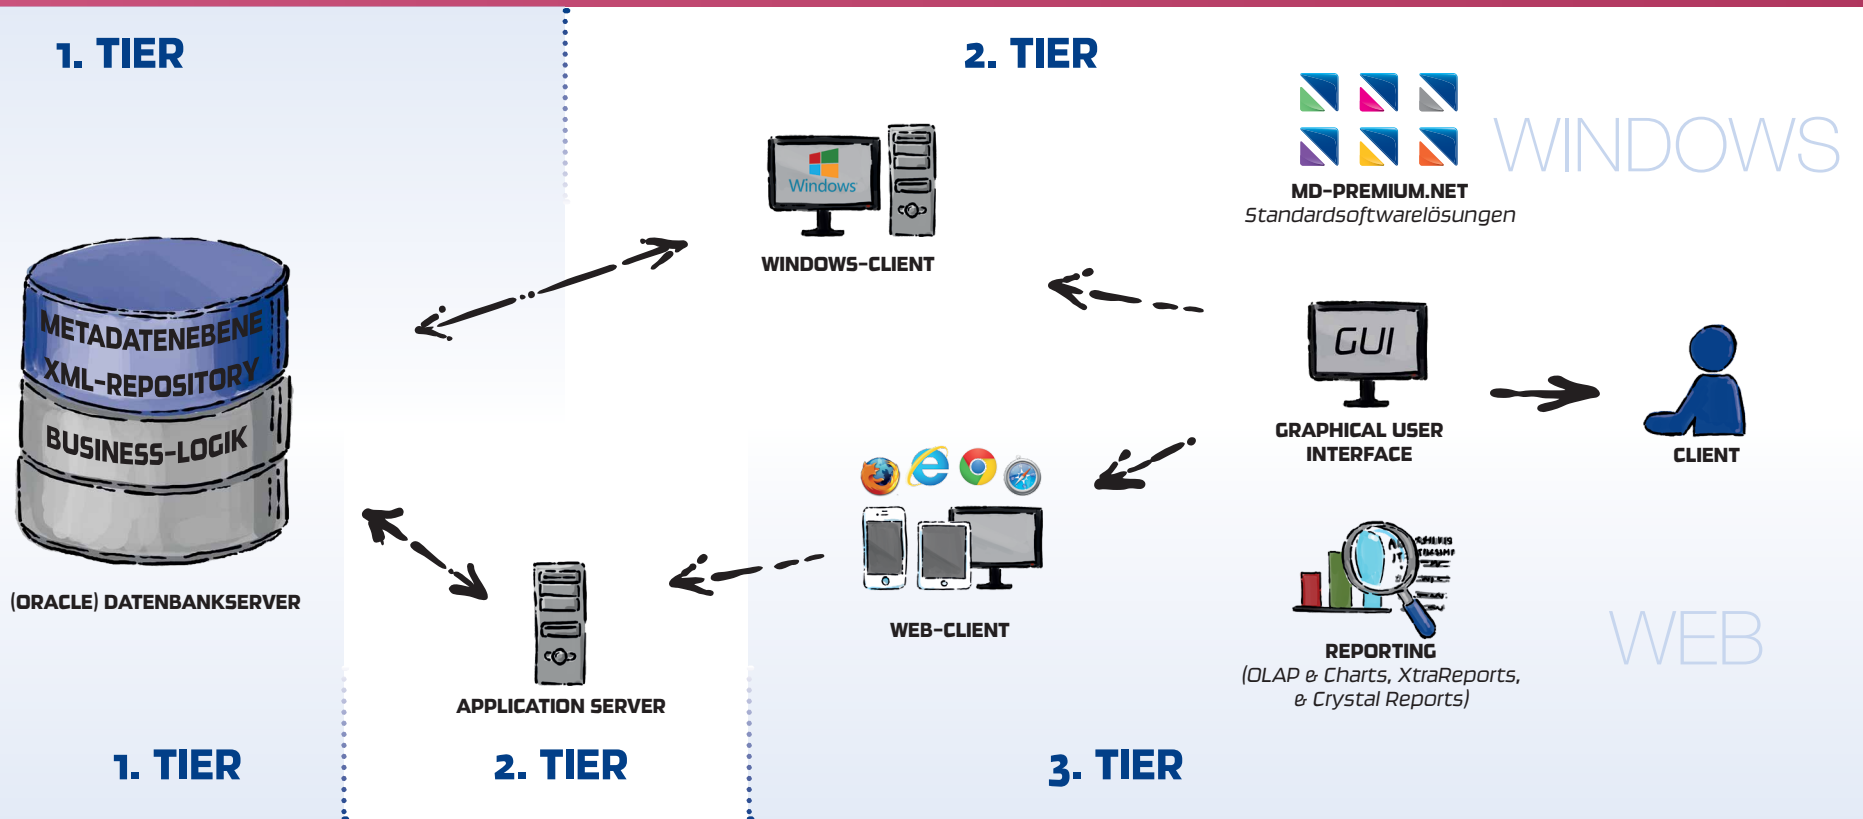 1. TIER
2. TIER
Windows
WINDOWS-CLIENT
MD-PREMIUM.NET
Standardsoftwarelösungen
WINDOWS
METADATENEBENE
XML-REPOSITORY
BUSINESS-LOGIK
(ORACLE) DATENBANKSERVER
GUI
GRAPHICAL USER
INTERFACE
CLIENT
WEB-CLIENT
APPLICATION SERVER
REPORTING
(OLAP & Charts, XtraReports,
& Crystal Reports)
WEB
1. TIER
2. TIER
3. TIER